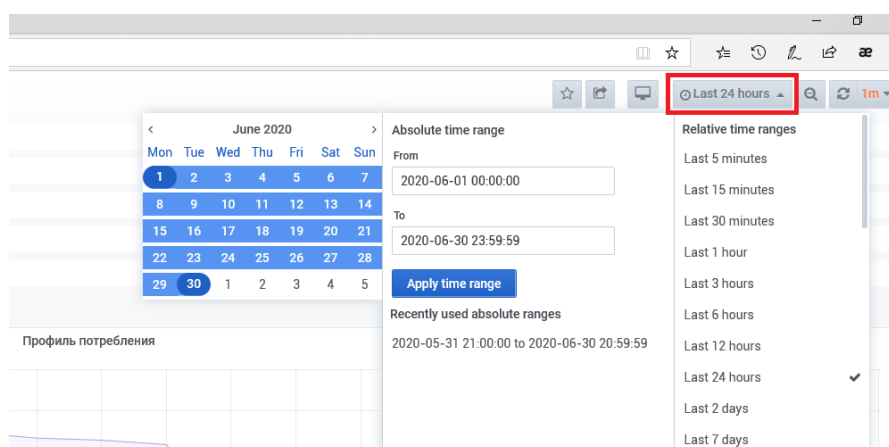 Last 24 hours
1m
June 2020
Mon Tue Wed Thu Fri Sat Sun
1 2 3 4 5 6 7
8 9 10 11 12 13 14
15 16 17 18 19 20 21
22 23 24 25 26 27 28
29 30 1 2 3 4 5
Absolute time range
From
2020-06-01 00:00:00
To
2020-06-30 23:59:59
Apply time range
Recently used absolute ranges
2020-05-31 21:00:00 to 2020-06-30 20:59:59
Relative time ranges
Last 5 minutes
Last 15 minutes
Last 30 minutes
Last 1 hour
Last 3 hours
Last 6 hours
Last 12 hours
Last 24 hours
Last 2 days
Last 7 days
Профиль потребления